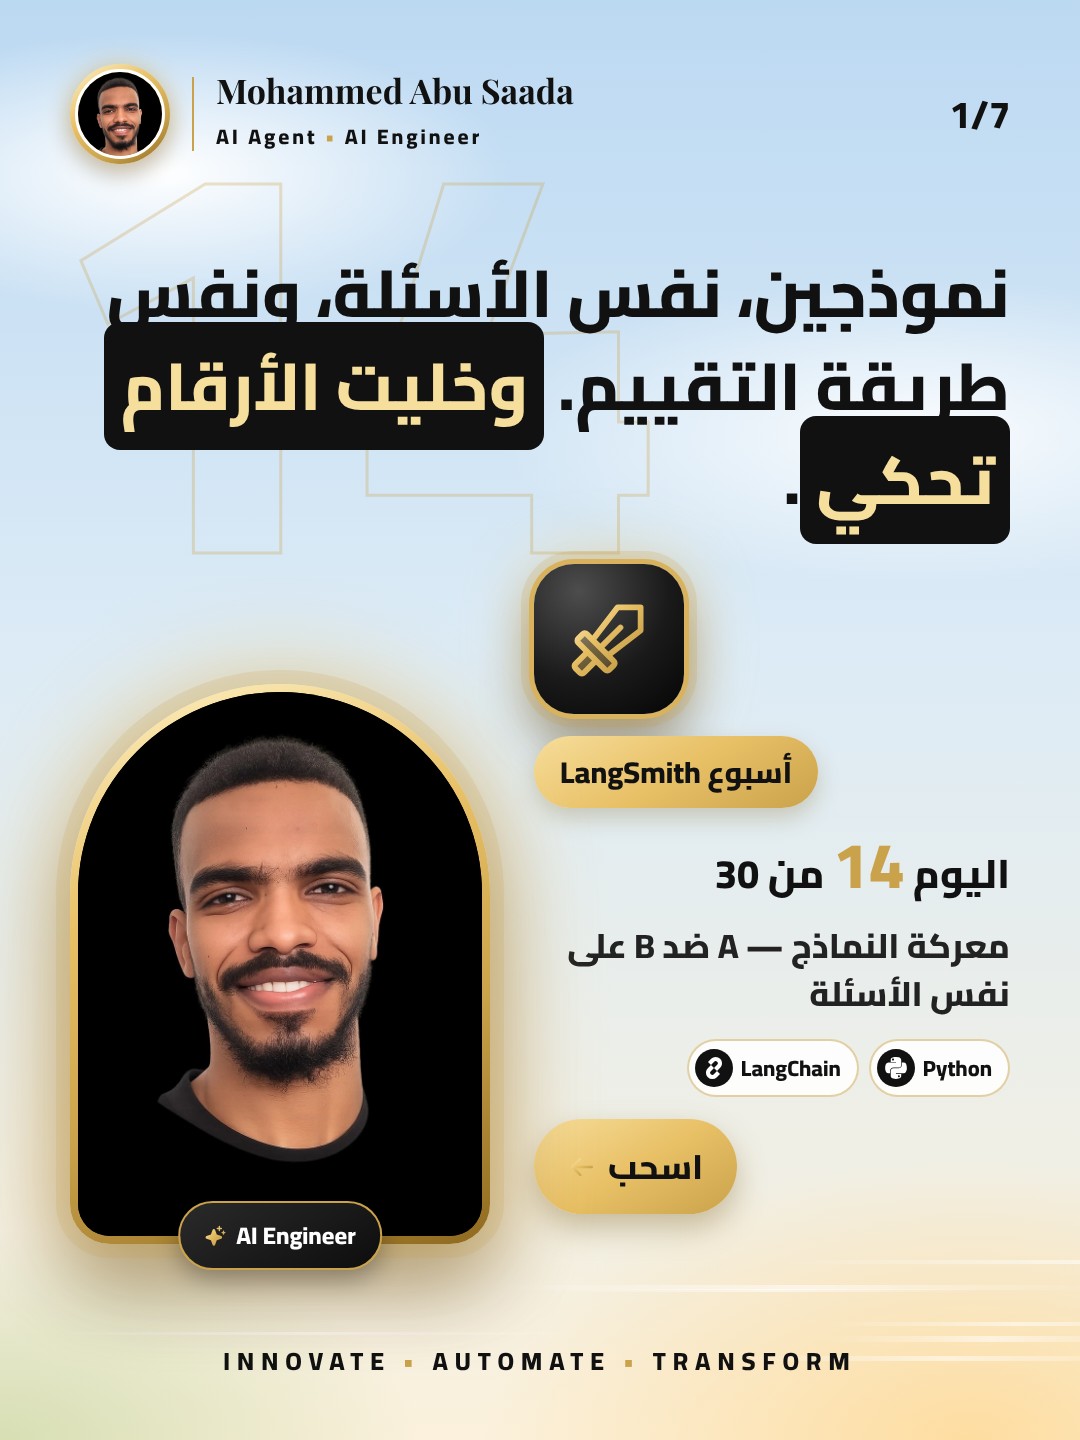 Mohammed Abu Saada
AI Agent ▪ AI Engineer
1/7
14
نموذجين، نفس الأسئلة، ونفس
طريقة التقييم. وخليت الأرقام
تحكي.
أسبوع LangSmith
اليوم 14 من 30
معركة النماذج — A ضد B على
نفس الأسئلة
Python
LangChain
اسحب ←
AI Engineer
INNOVATE ▪ AUTOMATE ▪ TRANSFORM